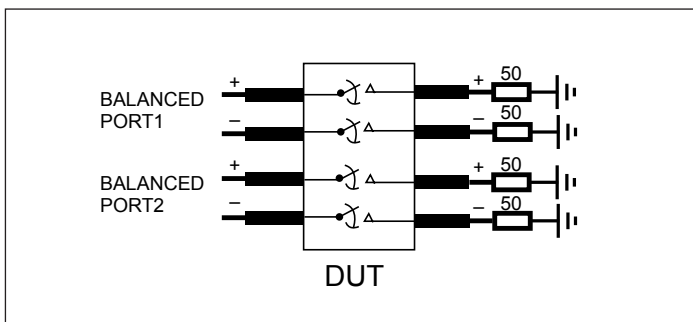 50
+ +
BALANCED
PORT1
50
– –
50
+ +
BALANCED
PORT2
50
– –
DUT